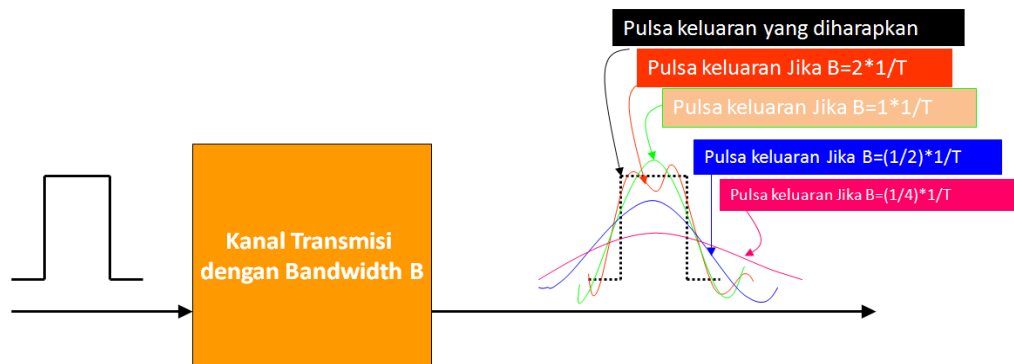 Pulsa keluaran yang diharapkan
Pulsa keluaran Jika B=2*1/T
Pulsa keluaran Jika B=1*1/T
Pulsa keluaran Jika B=(1/2)*1/T
Pulsa keluaran Jika B=(1/4)*1/T
Kanal Transmisi
dengan Bandwidth B